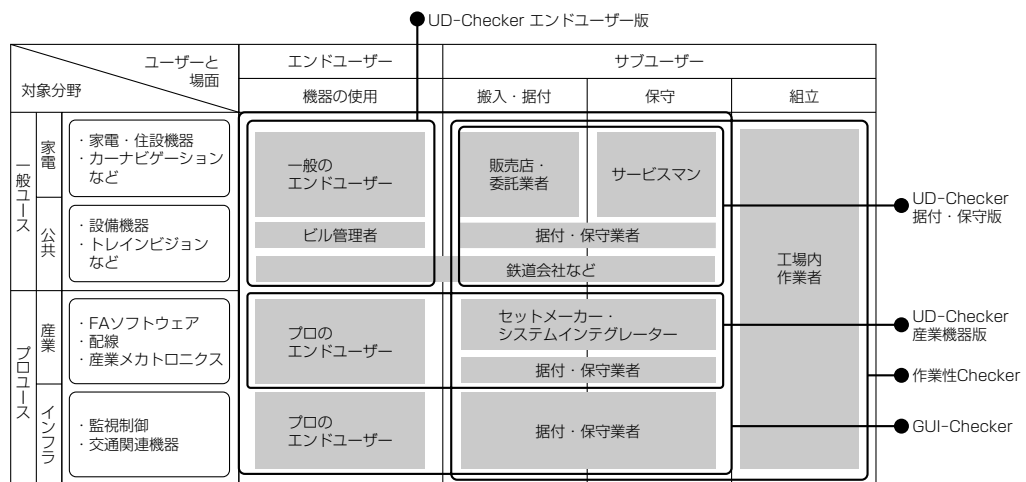 UD-Checker エンドユーザー版
ユーザーと
場面
対象分野
エンドユーザー
サブユーザー
機器の使用
搬入・据付
保守
組立
一般ユース
家電
・家電・住設機器
・カーナビゲーション
など
一般の
エンドユーザー
販売店・
委託業者
サービスマン
UD-Checker
据付・保守版
公共
・設備機器
・トレインビジョン
など
ビル管理者
据付・保守業者
鉄道会社など
工場内
作業者
プロユース
産業
・FAソフトウェア
・配線
・産業メカトロニクス
プロの
エンドユーザー
セットメーカー・
システムインテグレーター
据付・保守業者
UD-Checker
産業機器版
作業性Checker
インフラ
・監視制御
・交通関連機器
プロの
エンドユーザー
据付・保守業者
GUI-Checker